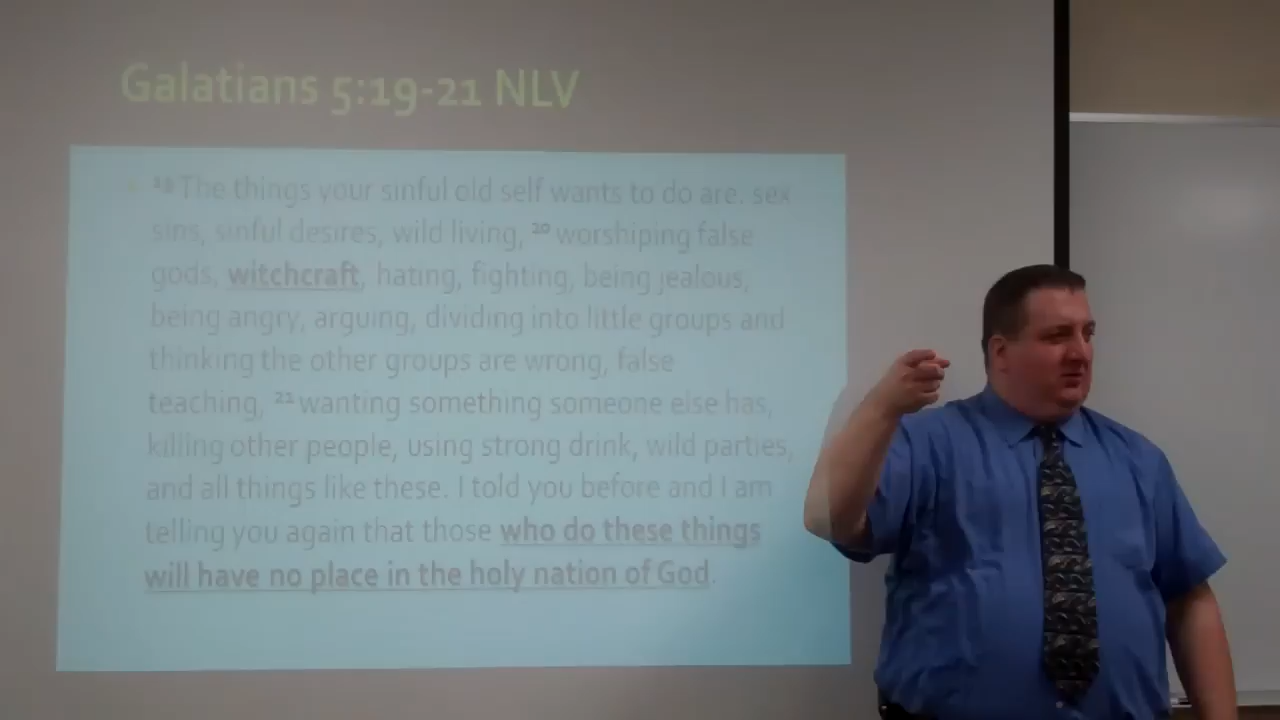 Galatians 5:19-21 NLV
19 The things your sinful old self wants to do are. sex
sins, sinful desires, wild living, 20 worshiping false
gods, witchcraft, hating, fighting, being jealous,
being angry, arguing, dividing into little groups and
thinking the other groups are wrong, false
teaching, 21 wanting something someone else has,
killing other people, using strong drink, wild parties,
and all things like these. I told you before and I am
telling you again that those who do these things
will have no place in the holy nation of God.